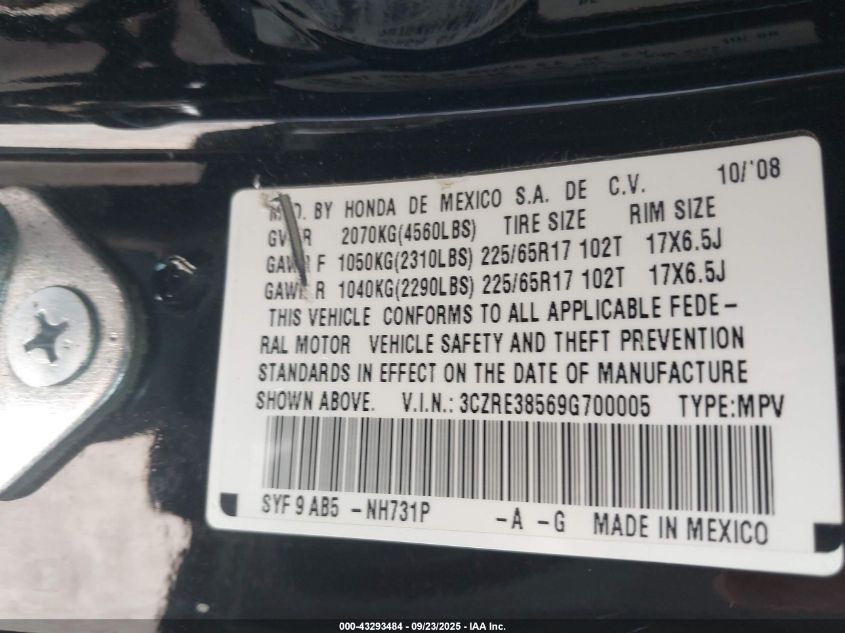 10/'08
MFD. BY HONDA DE MEXICO S.A. DE C.V.
GVWR 2070KG(4560LBS) TIRE SIZE RIM SIZE
GAWR F 1050KG(2310LBS) 225/65R17 102T 17X6.5J
GAWR R 1040KG(2290LBS) 225/65R17 102T 17X6.5J
THIS VEHICLE CONFORMS TO ALL APPLICABLE FEDE-
RAL MOTOR VEHICLE SAFETY AND THEFT PREVENTION
STANDARDS IN EFFECT ON THE DATE OF MANUFACTURE
SHOWN ABOVE. V.I.N.: 3CZRE38569G700005 TYPE:MPV
SYF 9 AB5 -NH731P -A -G MADE IN MEXICO
000-43293484 - 09/23/2025 - IAA Inc.